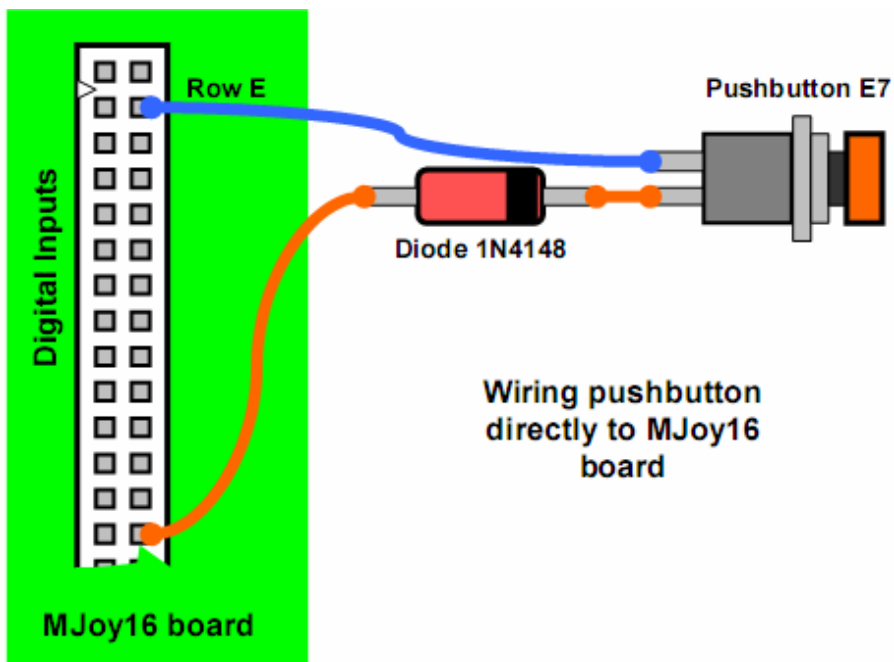 Row E
Pushbutton E7
Digital Inputs
Diode 1N4148
Wiring pushbutton
directly to MJoy16
board
MJoy16 board